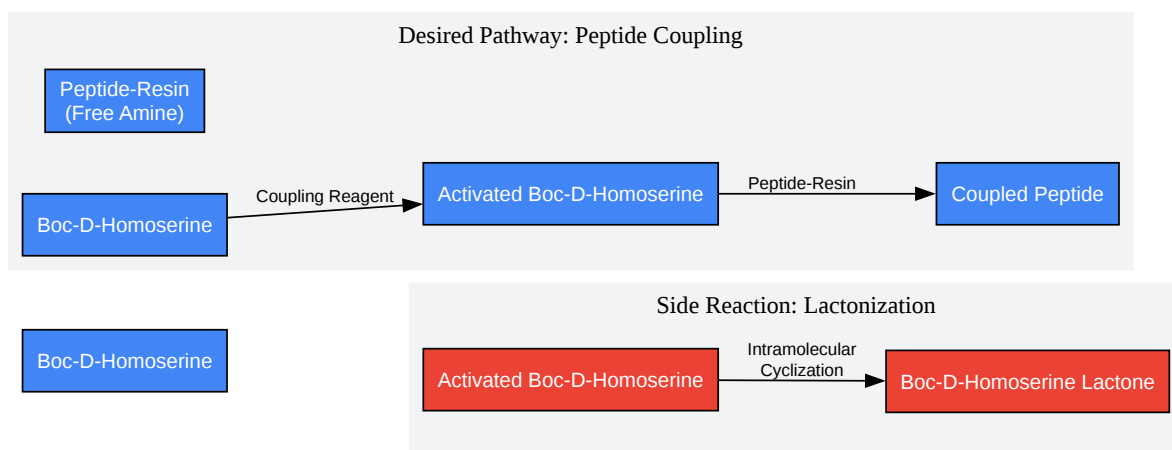 Desired Pathway: Peptide Coupling
Peptide-Resin
(Free Amine)
Boc-D-Homoserine
Coupling Reagent
Activated Boc-D-Homoserine
Peptide-Resin
Coupled Peptide
Boc-D-Homoserine
Side Reaction: Lactonization
Activated Boc-D-Homoserine
Intramolecular
Cyclization
Boc-D-Homoserine Lactone